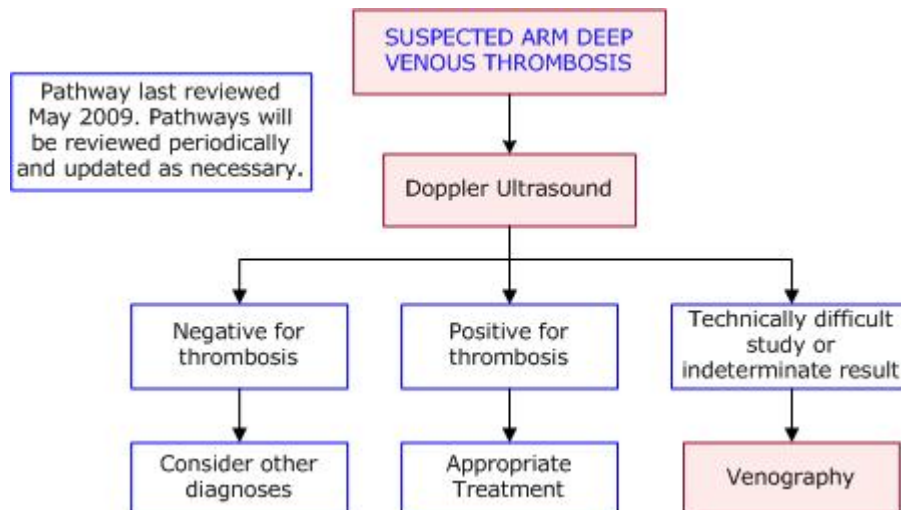 SUSPECTED ARM DEEP
VENOUS THROMBOSIS
Pathway last reviewed
May 2009. Pathways will
be reviewed periodically
and updated as necessary.
Doppler Ultrasound
Negative for
thrombosis
Positive for
thrombosis
Technically difficult
study or
indeterminate result
Consider other
diagnoses
Appropriate
Treatment
Venography